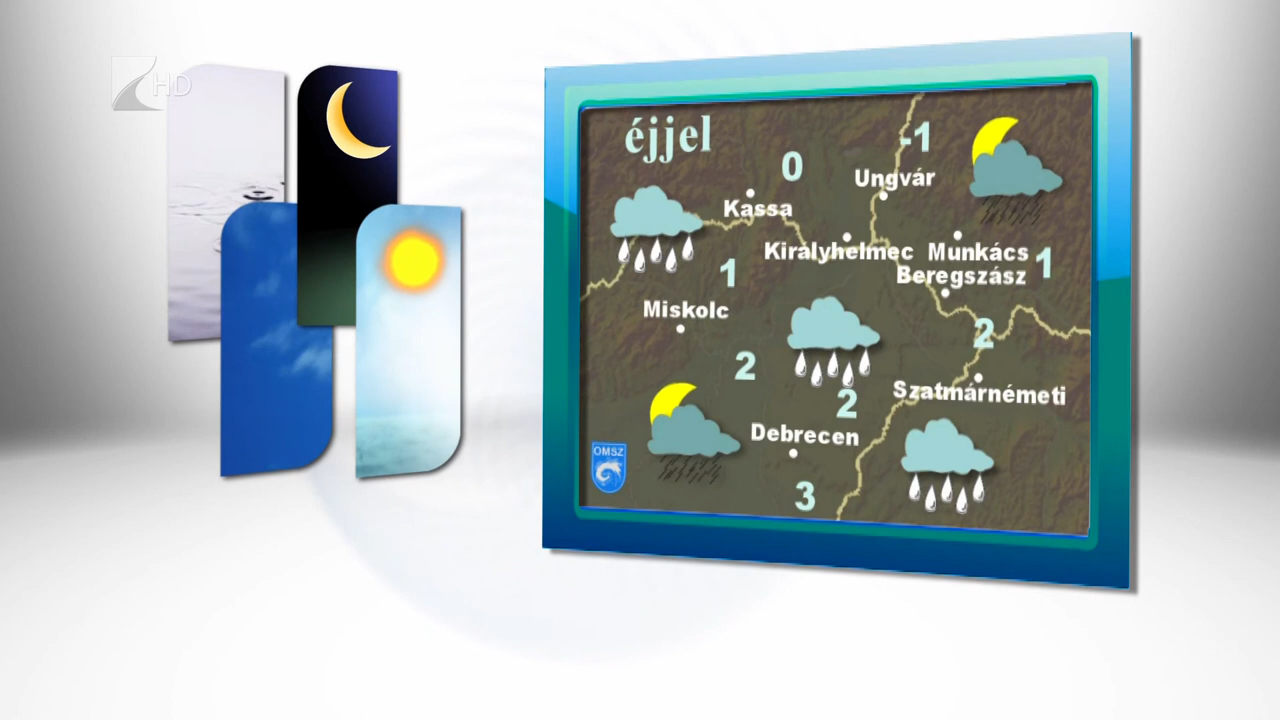 HD
éjjel
-1
0
Ungvár
Kassa
Királyhelmec
Munkács
1
1
Beregszász
Miskolc
2
2
Szatmárnémeti
2
Debrecen
OMSZ
3